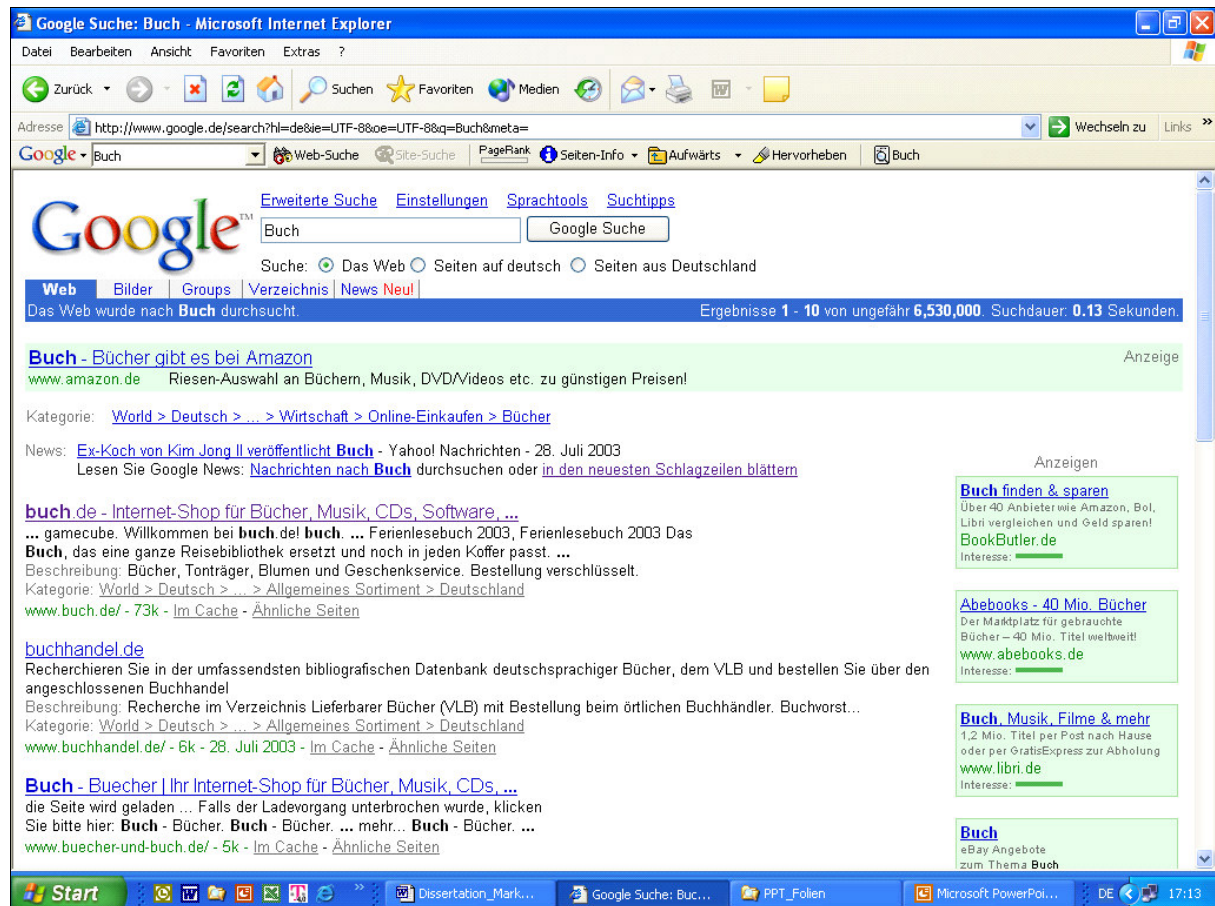 Google Suche: Buch - Microsoft Internet Explorer
Datei Bearbeiten Ansicht Favoriten Extras ?
Zurück Suchen Favoriten Medien
Adresse http://www.google.de/search?hl=de&ie=UTF-8&oe=UTF-8&q=Buch&meta= Wechseln zu Links »
Google Buch Web-Suche Site-Suche PageRank Seiten-Info Aufwärts Hervorheben Buch
Erweiterte Suche Einstellungen Sprachtools Suchtipps
Google™ Buch Google Suche
Suche: Das Web Seiten auf deutsch Seiten aus Deutschland
Web Bilder Groups Verzeichnis News Neu!
Das Web wurde nach Buch durchsucht. Ergebnisse 1 - 10 von ungefähr 6,530,000. Suchdauer: 0.13 Sekunden.
Buch - Bücher gibt es bei Amazon Anzeige
www.amazon.de Riesen-Auswahl an Büchern, Musik, DVD/Videos etc. zu günstigen Preisen!
Kategorie: World > Deutsch > ... > Wirtschaft > Online-Einkaufen > Bücher
News: Ex-Koch von Kim Jong Il veröffentlicht Buch - Yahoo! Nachrichten - 28. Juli 2003
Lesen Sie Google News: Nachrichten nach Buch durchsuchen oder in den neuesten Schlagzeilen blättern
buch.de - Internet-Shop für Bücher, Musik, CDs, Software, ...
... gamecube. Willkommen bei buch.de! buch. ... Ferienlesebuch 2003, Ferienlesebuch 2003 Das
Buch, das eine ganze Reisebibliothek ersetzt und noch in jeden Koffer passt. ...
Beschreibung: Bücher, Tonträger, Blumen und Geschenkservice. Bestellung verschlüsselt.
Kategorie: World > Deutsch > ... > Allgemeines Sortiment > Deutschland
www.buch.de/ - 73k - Im Cache - Ähnliche Seiten
buchhandel.de
Recherchieren Sie in der umfassendsten bibliografischen Datenbank deutschsprachiger Bücher, dem VLB und bestellen Sie über den
angeschlossenen Buchhandel
Beschreibung: Recherche im Verzeichnis Lieferbarer Bücher (VLB) mit Bestellung beim örtlichen Buchhändler. Buchvorst...
Kategorie: World > Deutsch > ... > Allgemeines Sortiment > Deutschland
www.buchhandel.de/ - 6k - 28. Juli 2003 - Im Cache - Ähnliche Seiten
Buch - Buecher | Ihr Internet-Shop für Bücher, Musik, CDs, ...
die Seite wird geladen ... Falls der Ladevorgang unterbrochen wurde, klicken
Sie bitte hier: Buch - Bücher. Buch - Bücher. ... mehr... Buch - Bücher. ...
www.buecher-und-buch.de/ - 5k - Im Cache - Ähnliche Seiten
Anzeigen
Buch finden & sparen
Über 40 Anbieter wie Amazon, Bol,
Libri vergleichen und Geld sparen!
BookButler.de
Interesse:
Abebooks - 40 Mio. Bücher
Der Marktplatz für gebrauchte
Bücher – 40 Mio. Titel weltweit!
www.abebooks.de
Interesse:
Buch, Musik, Filme & mehr
1,2 Mio. Titel per Post nach Hause
oder per GratisExpress zur Abholung
www.libri.de
Interesse:
Buch
eBay Angebote
zum Thema Buch
Start » Dissertation_Mark... Google Suche: Buc... PPT_Folien Microsoft PowerPoi... DE 17:13